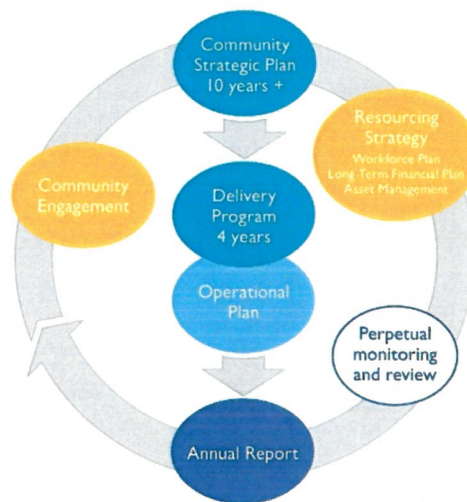 Community
Strategic Plan
10 years +
Resourcing
Strategy
Workforce Plan
Long-Term Financial Plan
Asset Management
Community
Engagement
Delivery
Program
4 years
Operational
Plan
Perpetual
monitoring
and review
Annual Report